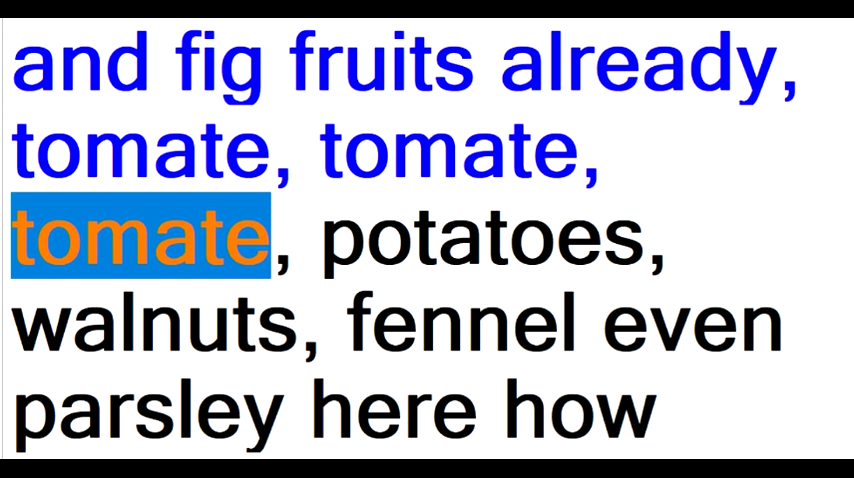 and fig fruits already,
tomate, tomate,
tomate, potatoes,
walnuts, fennel even
parsley here how